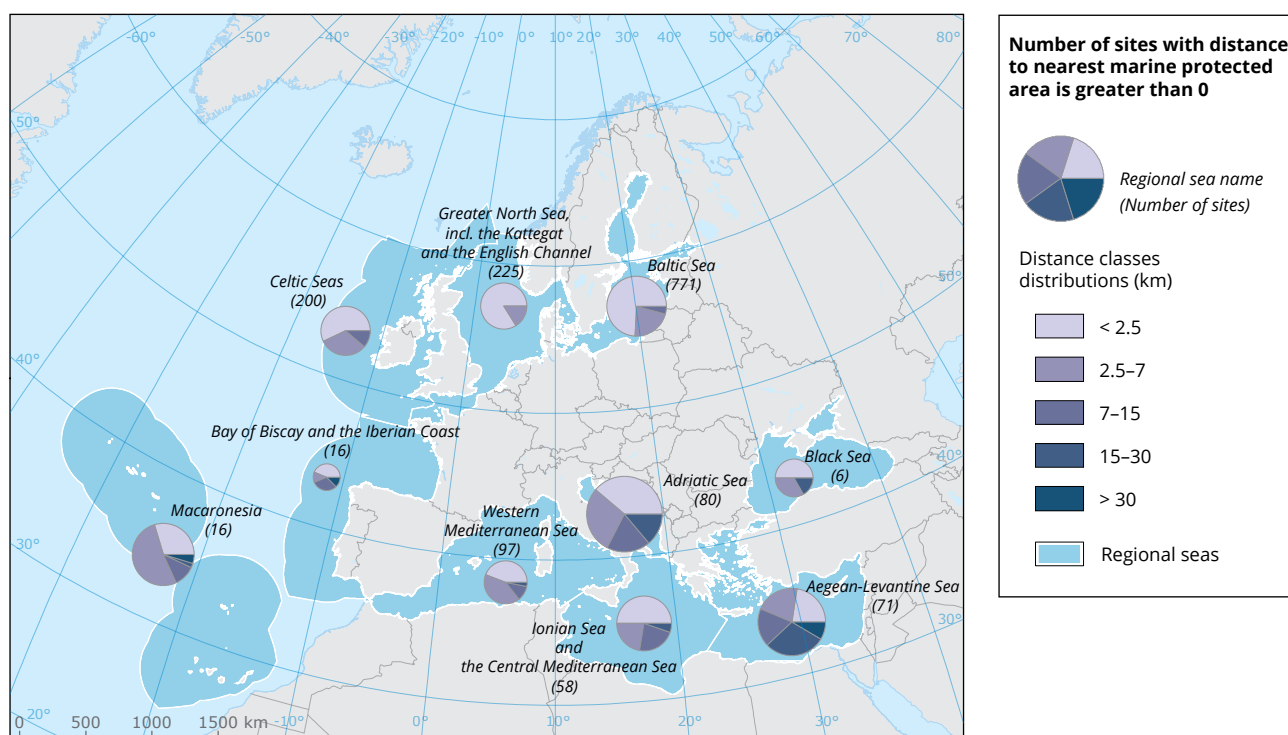 -60°
-50°
-40°
-30°
-20°
-10°
0°
10°
20°
30°
40°
50°
60°
70°
80°
50°
40°
30°
20°
50°
40°
30°
-10°
0°
10°
20°
30°
Greater North Sea,
incl. the Kattegat
and the English Channel
(225)
Celtic Seas
(200)
Baltic Sea
(771)
Bay of Biscay and the Iberian Coast
(16)
Black Sea
(6)
Macaronesia
(16)
Western
Mediterranean Sea
(97)
Adriatic Sea
(80)
Aegean-Levantine Sea
(71)
Ionian Sea
and
the Central Mediterranean Sea
(58)
0 500 1000 1500 km
Number of sites with distance
to nearest marine protected
area is greater than 0
Regional sea name
(Number of sites)
Distance classes
distributions (km)
< 2.5
2.5–7
7–15
15–30
> 30
Regional seas